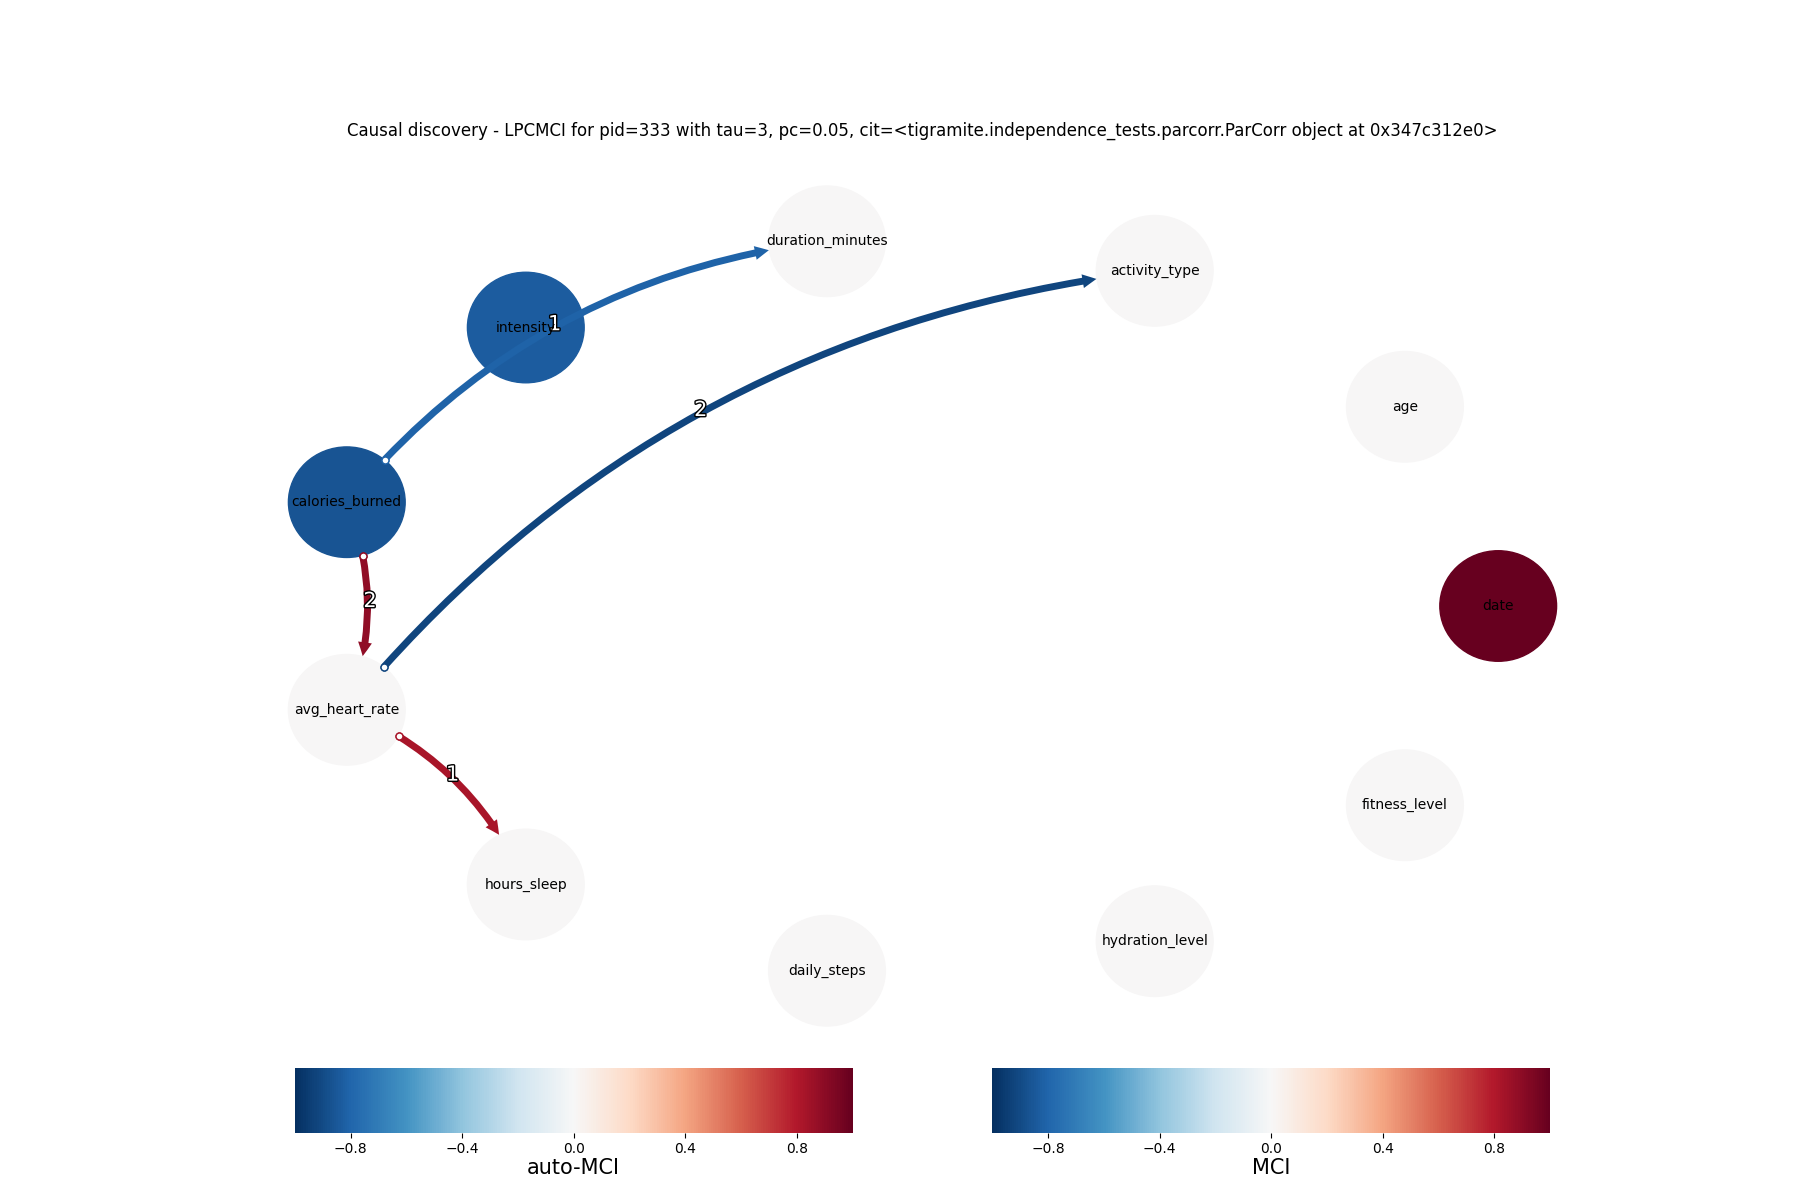 Causal discovery - LPCMCI for pid=333 with tau=3, pc=0.05, cit=<tigramite.independence_tests.parcorr.ParCorr object at 0x347c312e0>
duration_minutes
activity_type
intensity
1
2
age
calories_burned
2
date
avg_heart_rate
1
fitness_level
hours_sleep
hydration_level
daily_steps
−0.8 −0.4 0.0 0.4 0.8
auto-MCI
−0.8 −0.4 0.0 0.4 0.8
MCI